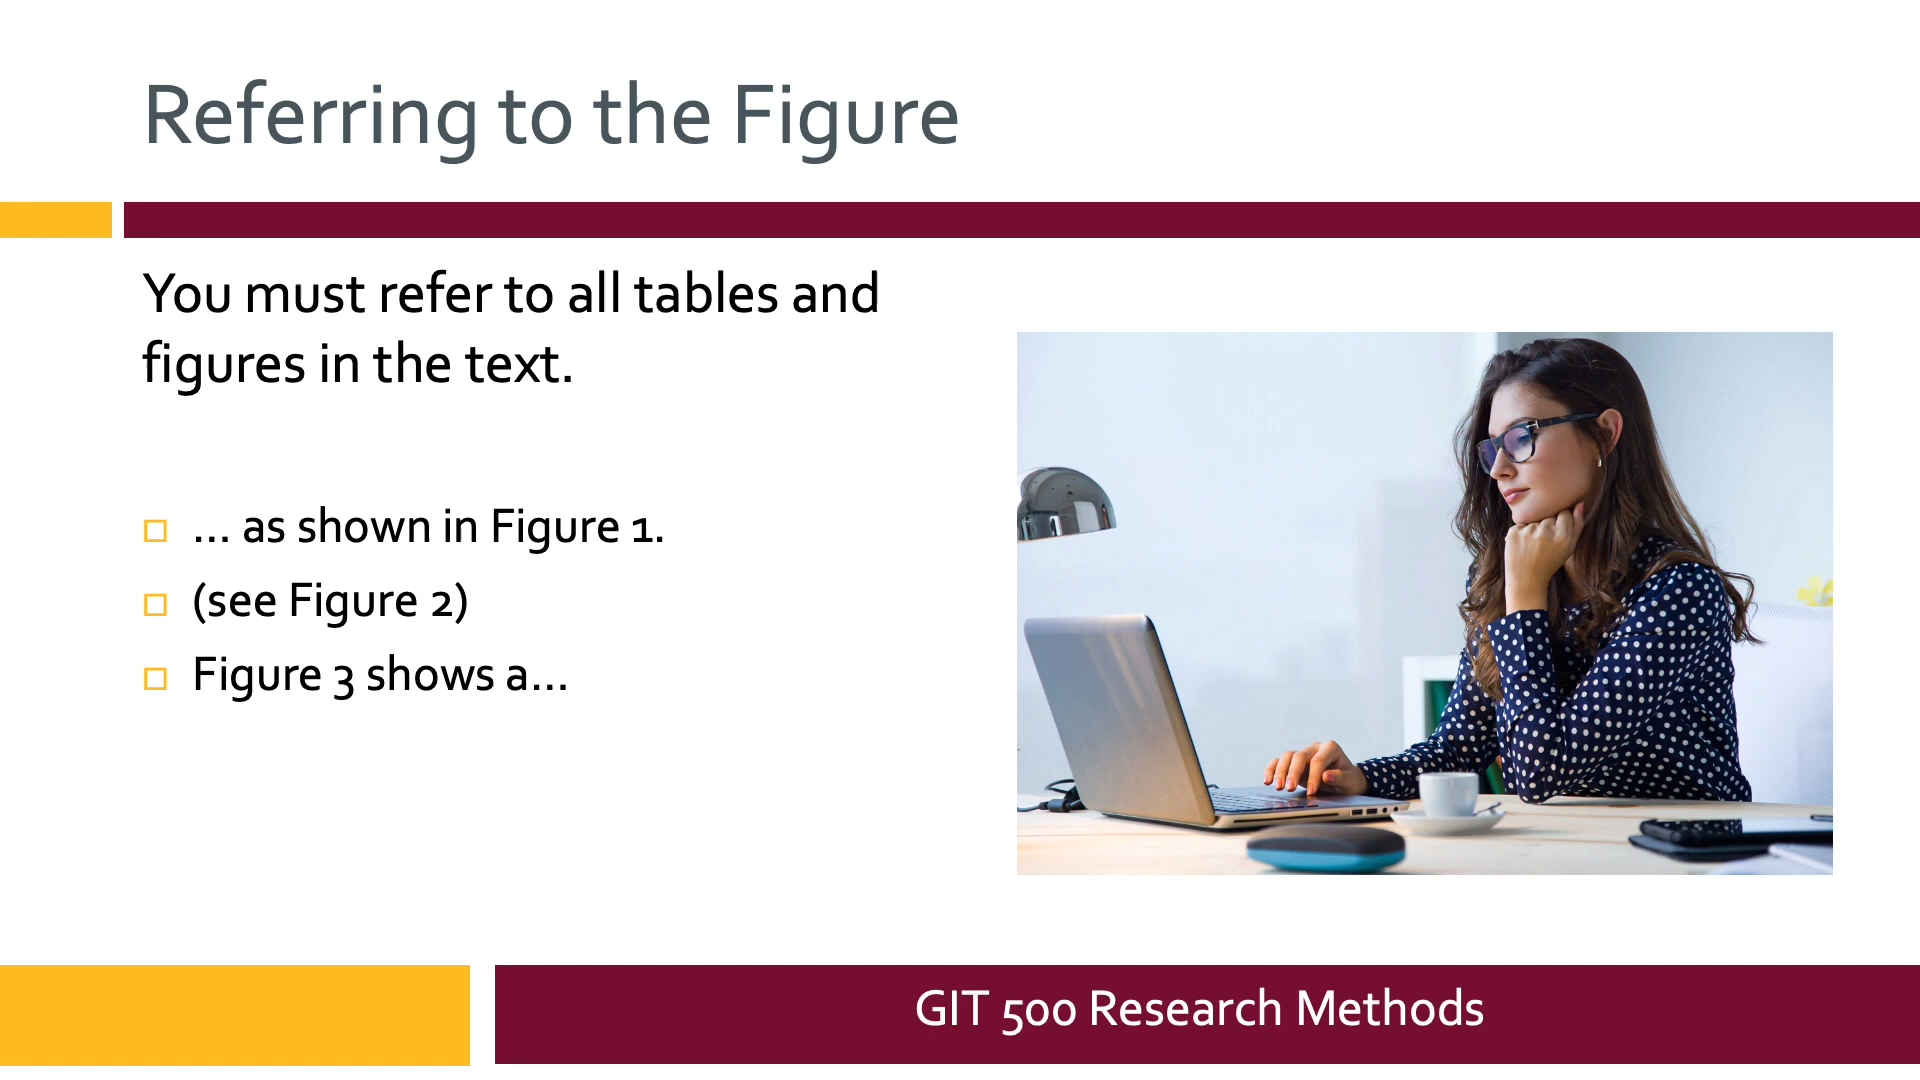 Referring to the Figure
You must refer to all tables and
figures in the text.
… as shown in Figure 1.
(see Figure 2)
Figure 3 shows a…
GIT 500 Research Methods